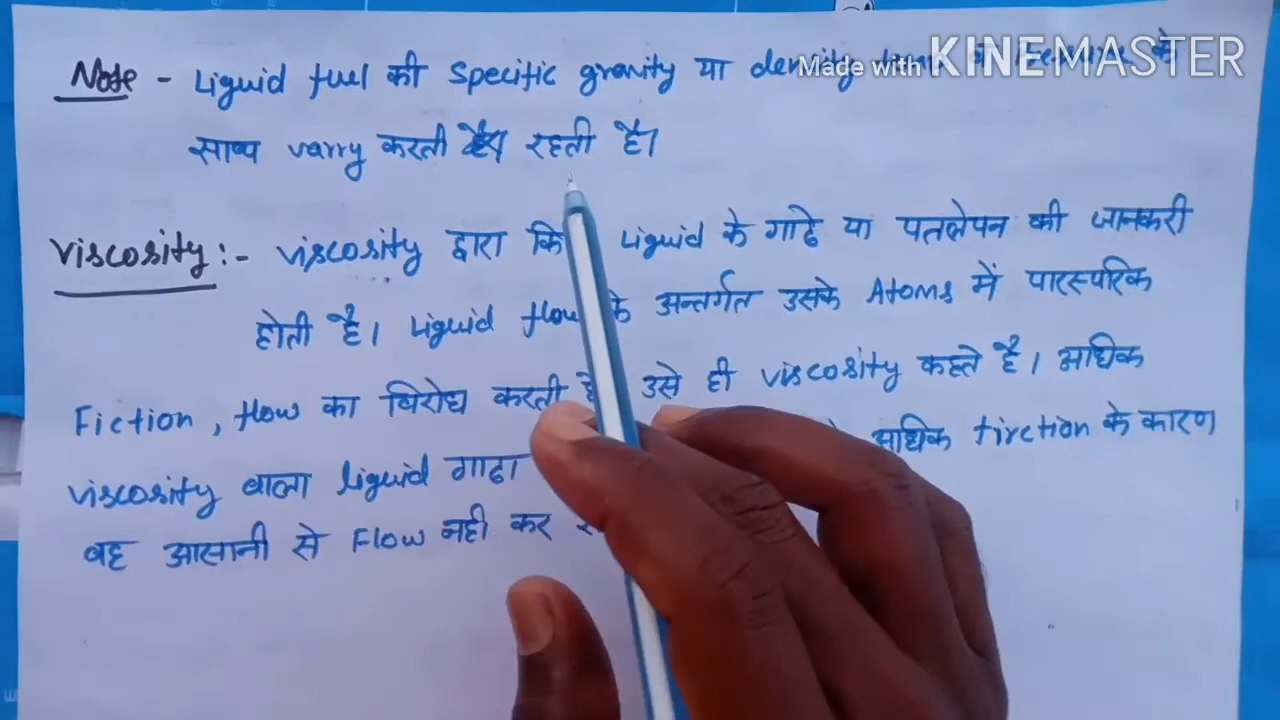 Made with KINEMASTER
Note - Liquid fuel की specific gravity या density के
साथ varry करती रहती है।
Viscosity :- Viscosity द्वारा Liquid के गाढे या पतलेपन की जानकरी
होती है। Liquid flow के अन्तर्गत उसके Atoms में पारस्परिक
Fiction , flow का विरोध करती है उसे ही viscosity कहते है। अधिक
viscosity वाला liquid गाढा अधिक firction के कारण
वह आसानी से Flow नही कर